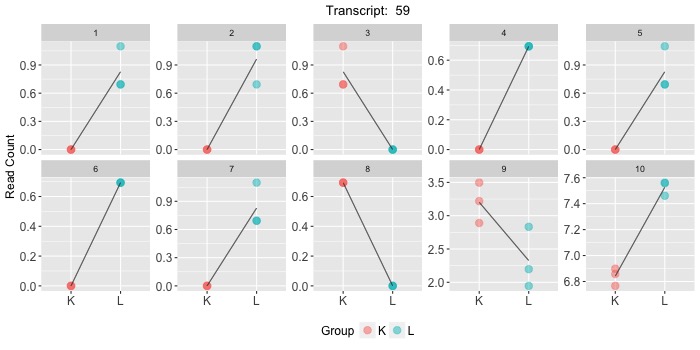 Transcript: 59
1 2 3 4 5
0.9 0.9 0.9 0.6 0.9
0.6 0.6 0.6 0.4 0.6
0.3 0.3 0.3 0.2 0.3
0.0 0.0 0.0 0.0 0.0
Read Count
6 7 8 9 10
0.6 0.9 0.6 3.5 7.6
0.4 0.6 0.4 3.0 7.4
0.2 0.3 0.2 2.5 7.2
0.0 0.0 0.0 2.0 7.0
6.8
K L K L K L K L K L
Group K L